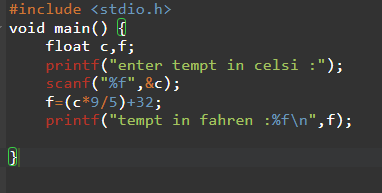 #include <stdio.h>
void main() {
    float c,f;
    printf("enter tempt in celsi :");
    scanf("%f",&c);
    f=(c*9/5)+32;
    printf("tempt in fahren :%f\n",f);
}